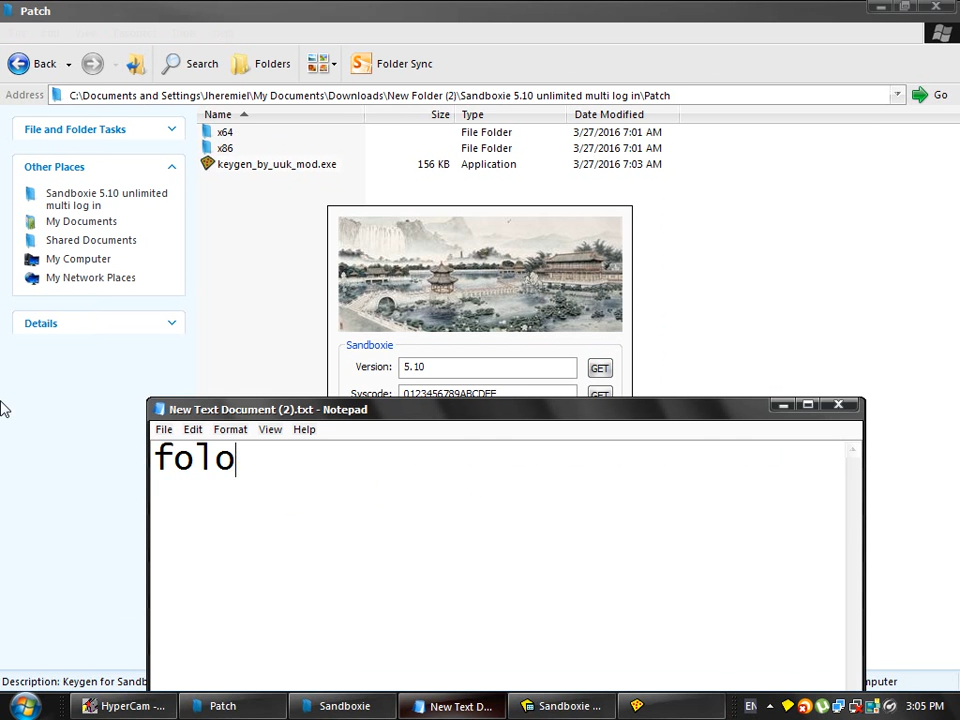 Patch
Back
Search
Folders
Folder Sync
Address
C:\Documents and Settings\Jheremiel\My Documents\Downloads\New Folder (2)\Sandboxie 5.10 unlimited multi log in\Patch
Go
Name Size Type Date Modified
File and Folder Tasks
x64 File Folder 3/27/2016 7:01 AM
x86 File Folder 3/27/2016 7:01 AM
keygen_by_uuk_mod.exe 156 KB Application 3/27/2016 7:03 AM
Other Places
Sandboxie 5.10 unlimited
multi log in
My Documents
Shared Documents
My Computer
My Network Places
Details
Sandboxie
Version: 5.10 GET
Syscode: 0123456789ABCDEF GET
New Text Document (2).txt - Notepad
File Edit Format View Help
folo
Description: Keygen for Sandb
mputer
HyperCam -...
Patch
Sandboxie
New Text D...
Sandboxie ...
EN
3:05 PM